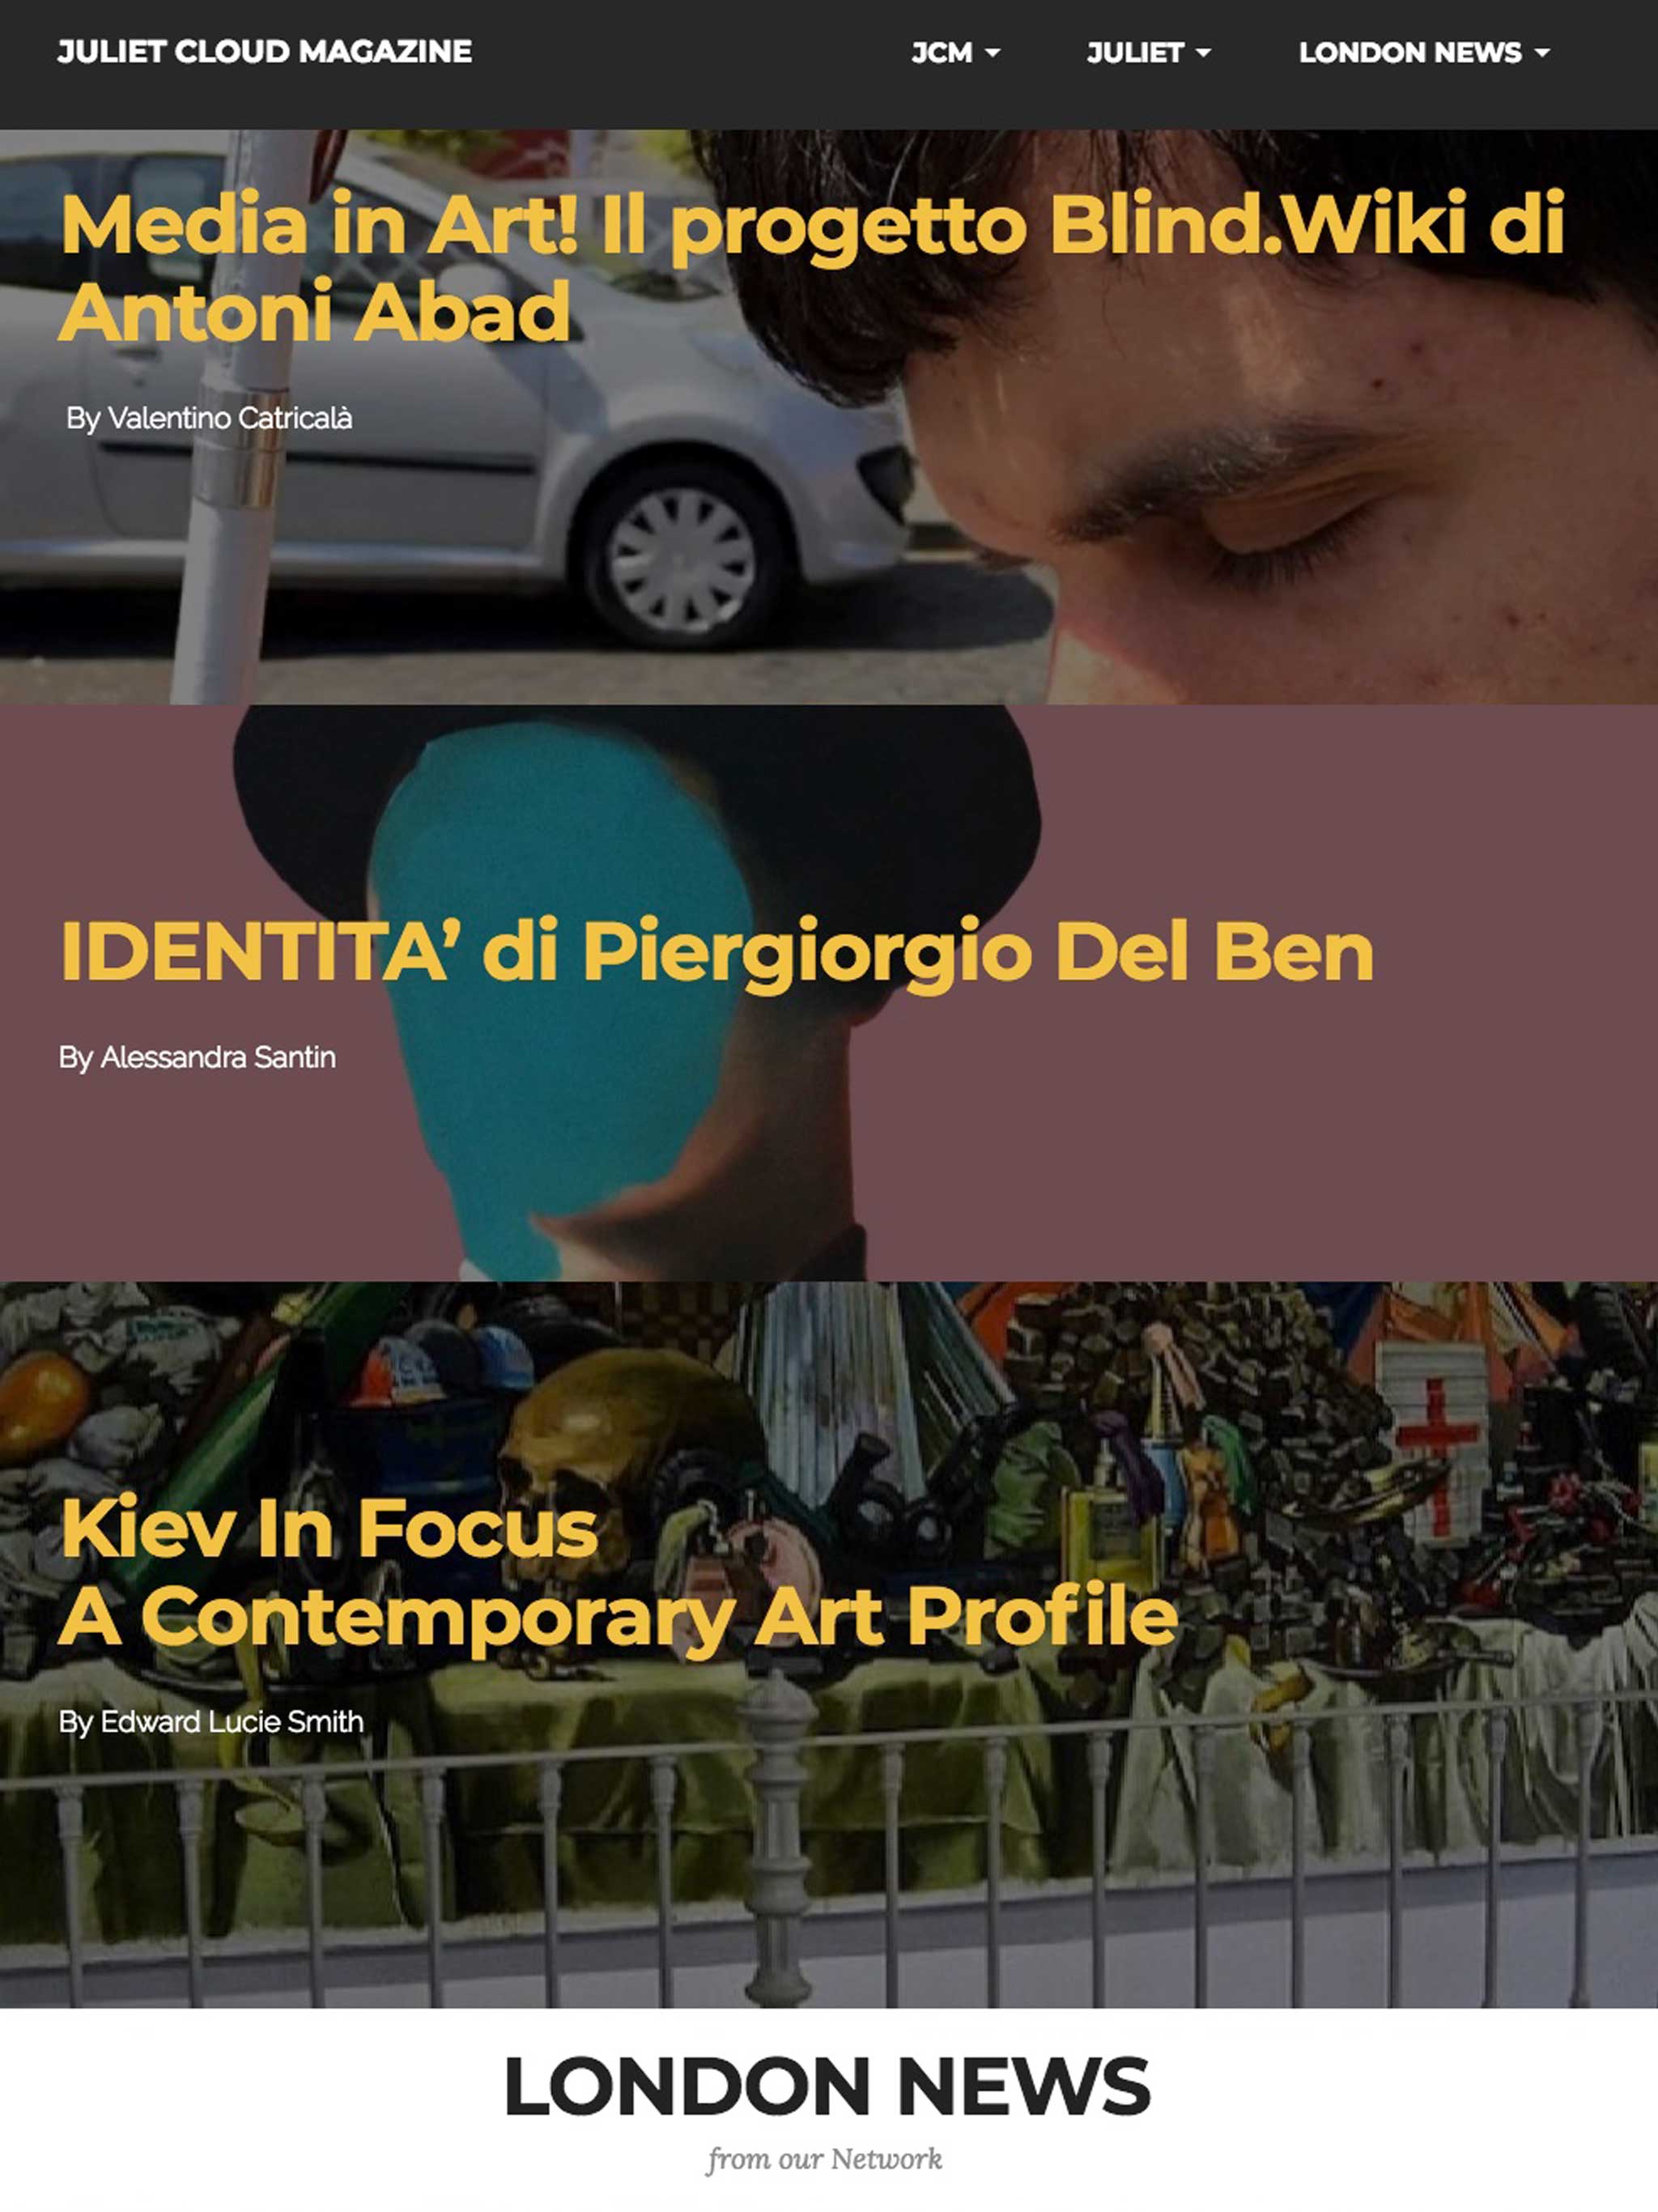 JULIET CLOUD MAGAZINE JCM JULIET LONDON NEWS
Media in Art! Il progetto Blind.Wiki di
Antoni Abad
By Valentino Catricalà
IDENTITA’ di Piergiorgio Del Ben
By Alessandra Santin
Kiev In Focus
A Contemporary Art Profile
By Edward Lucie Smith
LONDON NEWS
from our Network